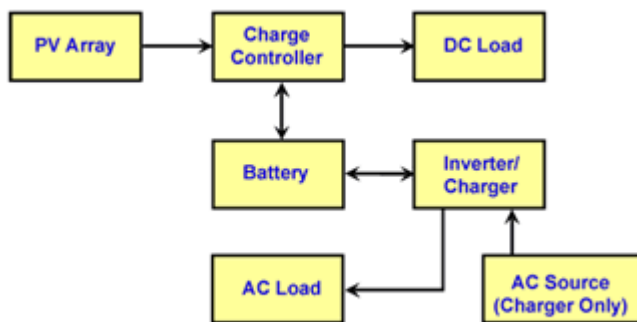 PV Array
Charge
Controller
DC Load
Battery
Inverter/
Charger
AC Load
AC Source
(Charger Only)